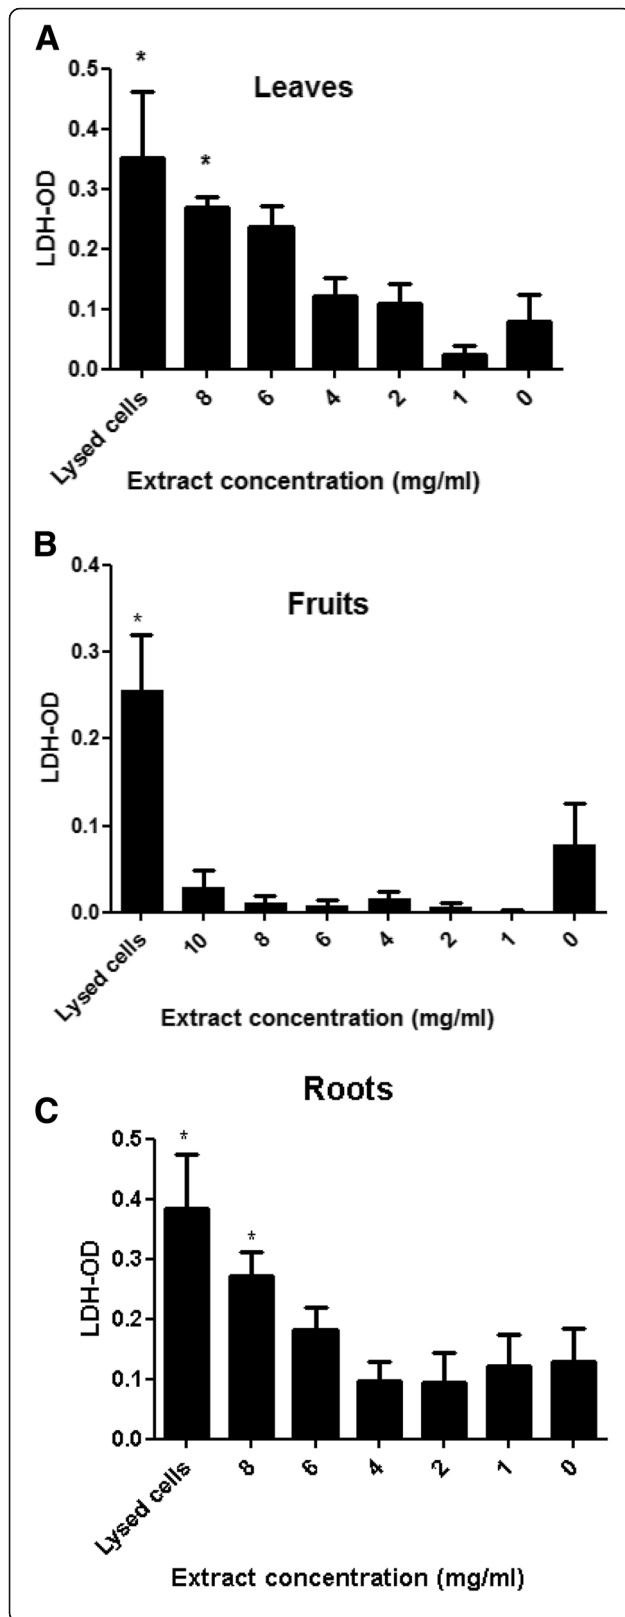 A
*
Leaves
0.5
*
0.4
0.3
0.2
0.1
0.0
LDH-OD
Lysed cells 8 6 4 2 1 0
Extract concentration (mg/ml)
B
Fruits
0.4
*
0.3
0.2
0.1
0.0
LDH-OD
Lysed cells 10 8 6 4 2 1 0
Extract concentration (mg/ml)
Roots
C
*
0.5
0.4
*
0.3
0.2
0.1
0.0
LDH-OD
Lysed cells 8 6 4 2 1 0
Extract concentration (mg/ml)